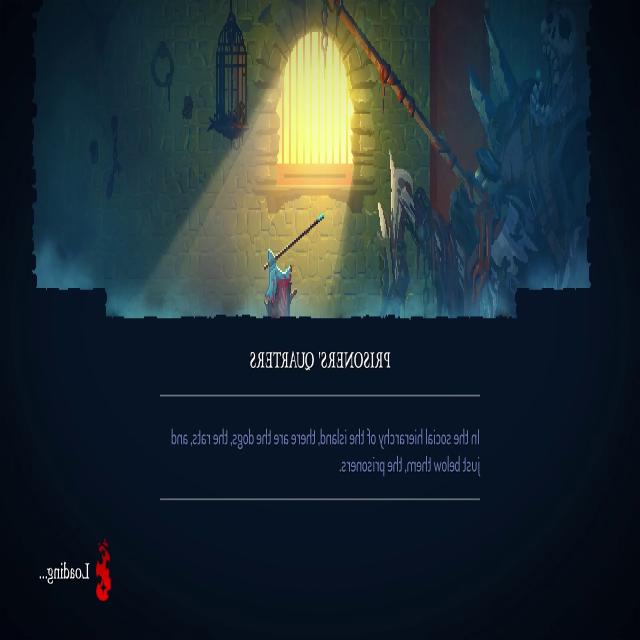 PRISONERS' QUARTERS
In the social hierarchy of the island, there are the dogs, the rats, and
just below them, the prisoners.
Loading...